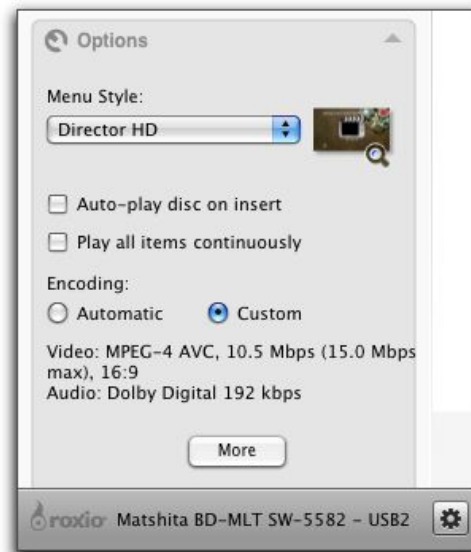 Options
Menu Style:
Director HD
Auto-play disc on insert
Play all items continuously
Encoding:
Automatic Custom
Video: MPEG-4 AVC, 10.5 Mbps (15.0 Mbps
max), 16:9
Audio: Dolby Digital 192 kbps
More
roxio Matshita BD-MLT SW-5582 - USB2